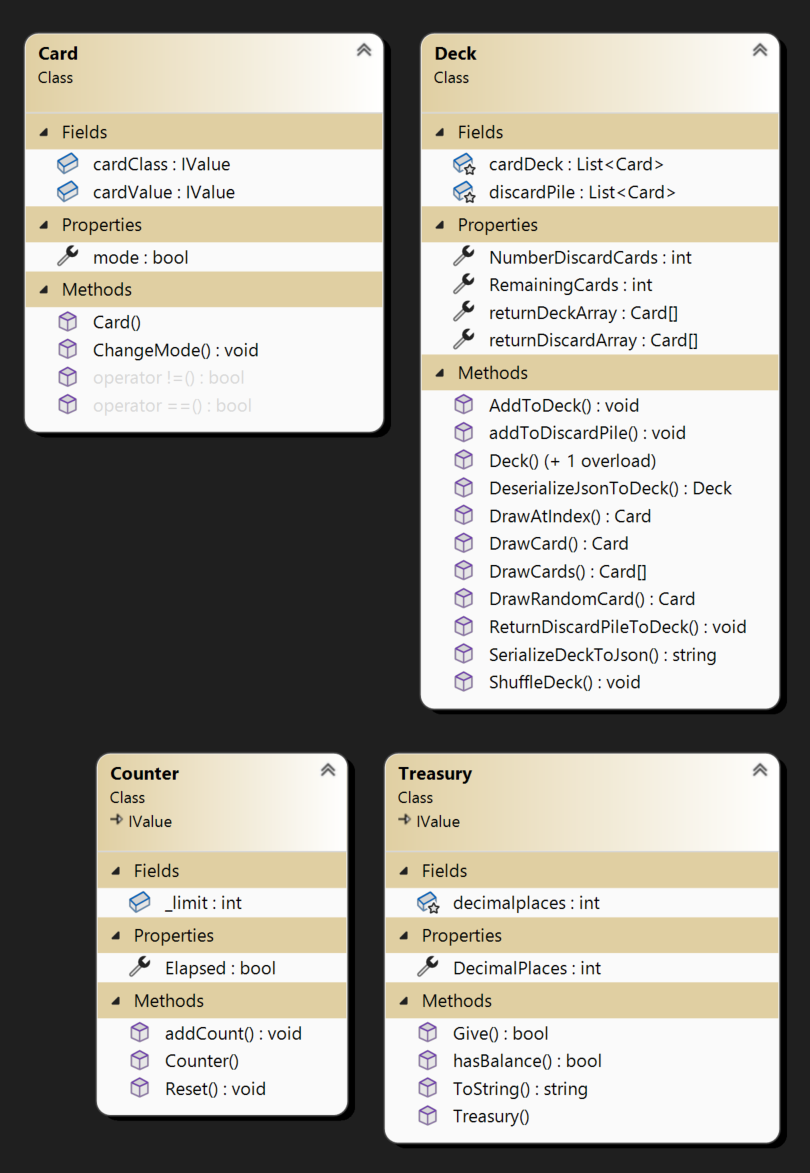 Card
Class
Fields
cardClass : IValue
cardValue : IValue
Properties
mode : bool
Methods
Card()
ChangeMode() : void
operator !=() : bool
operator ==() : bool
Deck
Class
Fields
cardDeck : List<Card>
discardPile : List<Card>
Properties
NumberDiscardCards : int
RemainingCards : int
returnDeckArray : Card[]
returnDiscardArray : Card[]
Methods
AddToDeck() : void
addToDiscardPile() : void
Deck() (+ 1 overload)
DeserializeJsonToDeck() : Deck
DrawAtIndex() : Card
DrawCard() : Card
DrawCards() : Card[]
DrawRandomCard() : Card
ReturnDiscardPileToDeck() : void
SerializeDeckToJson() : string
ShuffleDeck() : void
Counter
Class
IValue
Fields
_limit : int
Properties
Elapsed : bool
Methods
addCount() : void
Counter()
Reset() : void
Treasury
Class
IValue
Fields
decimalplaces : int
Properties
DecimalPlaces : int
Methods
Give() : bool
hasBalance() : bool
ToString() : string
Treasury()